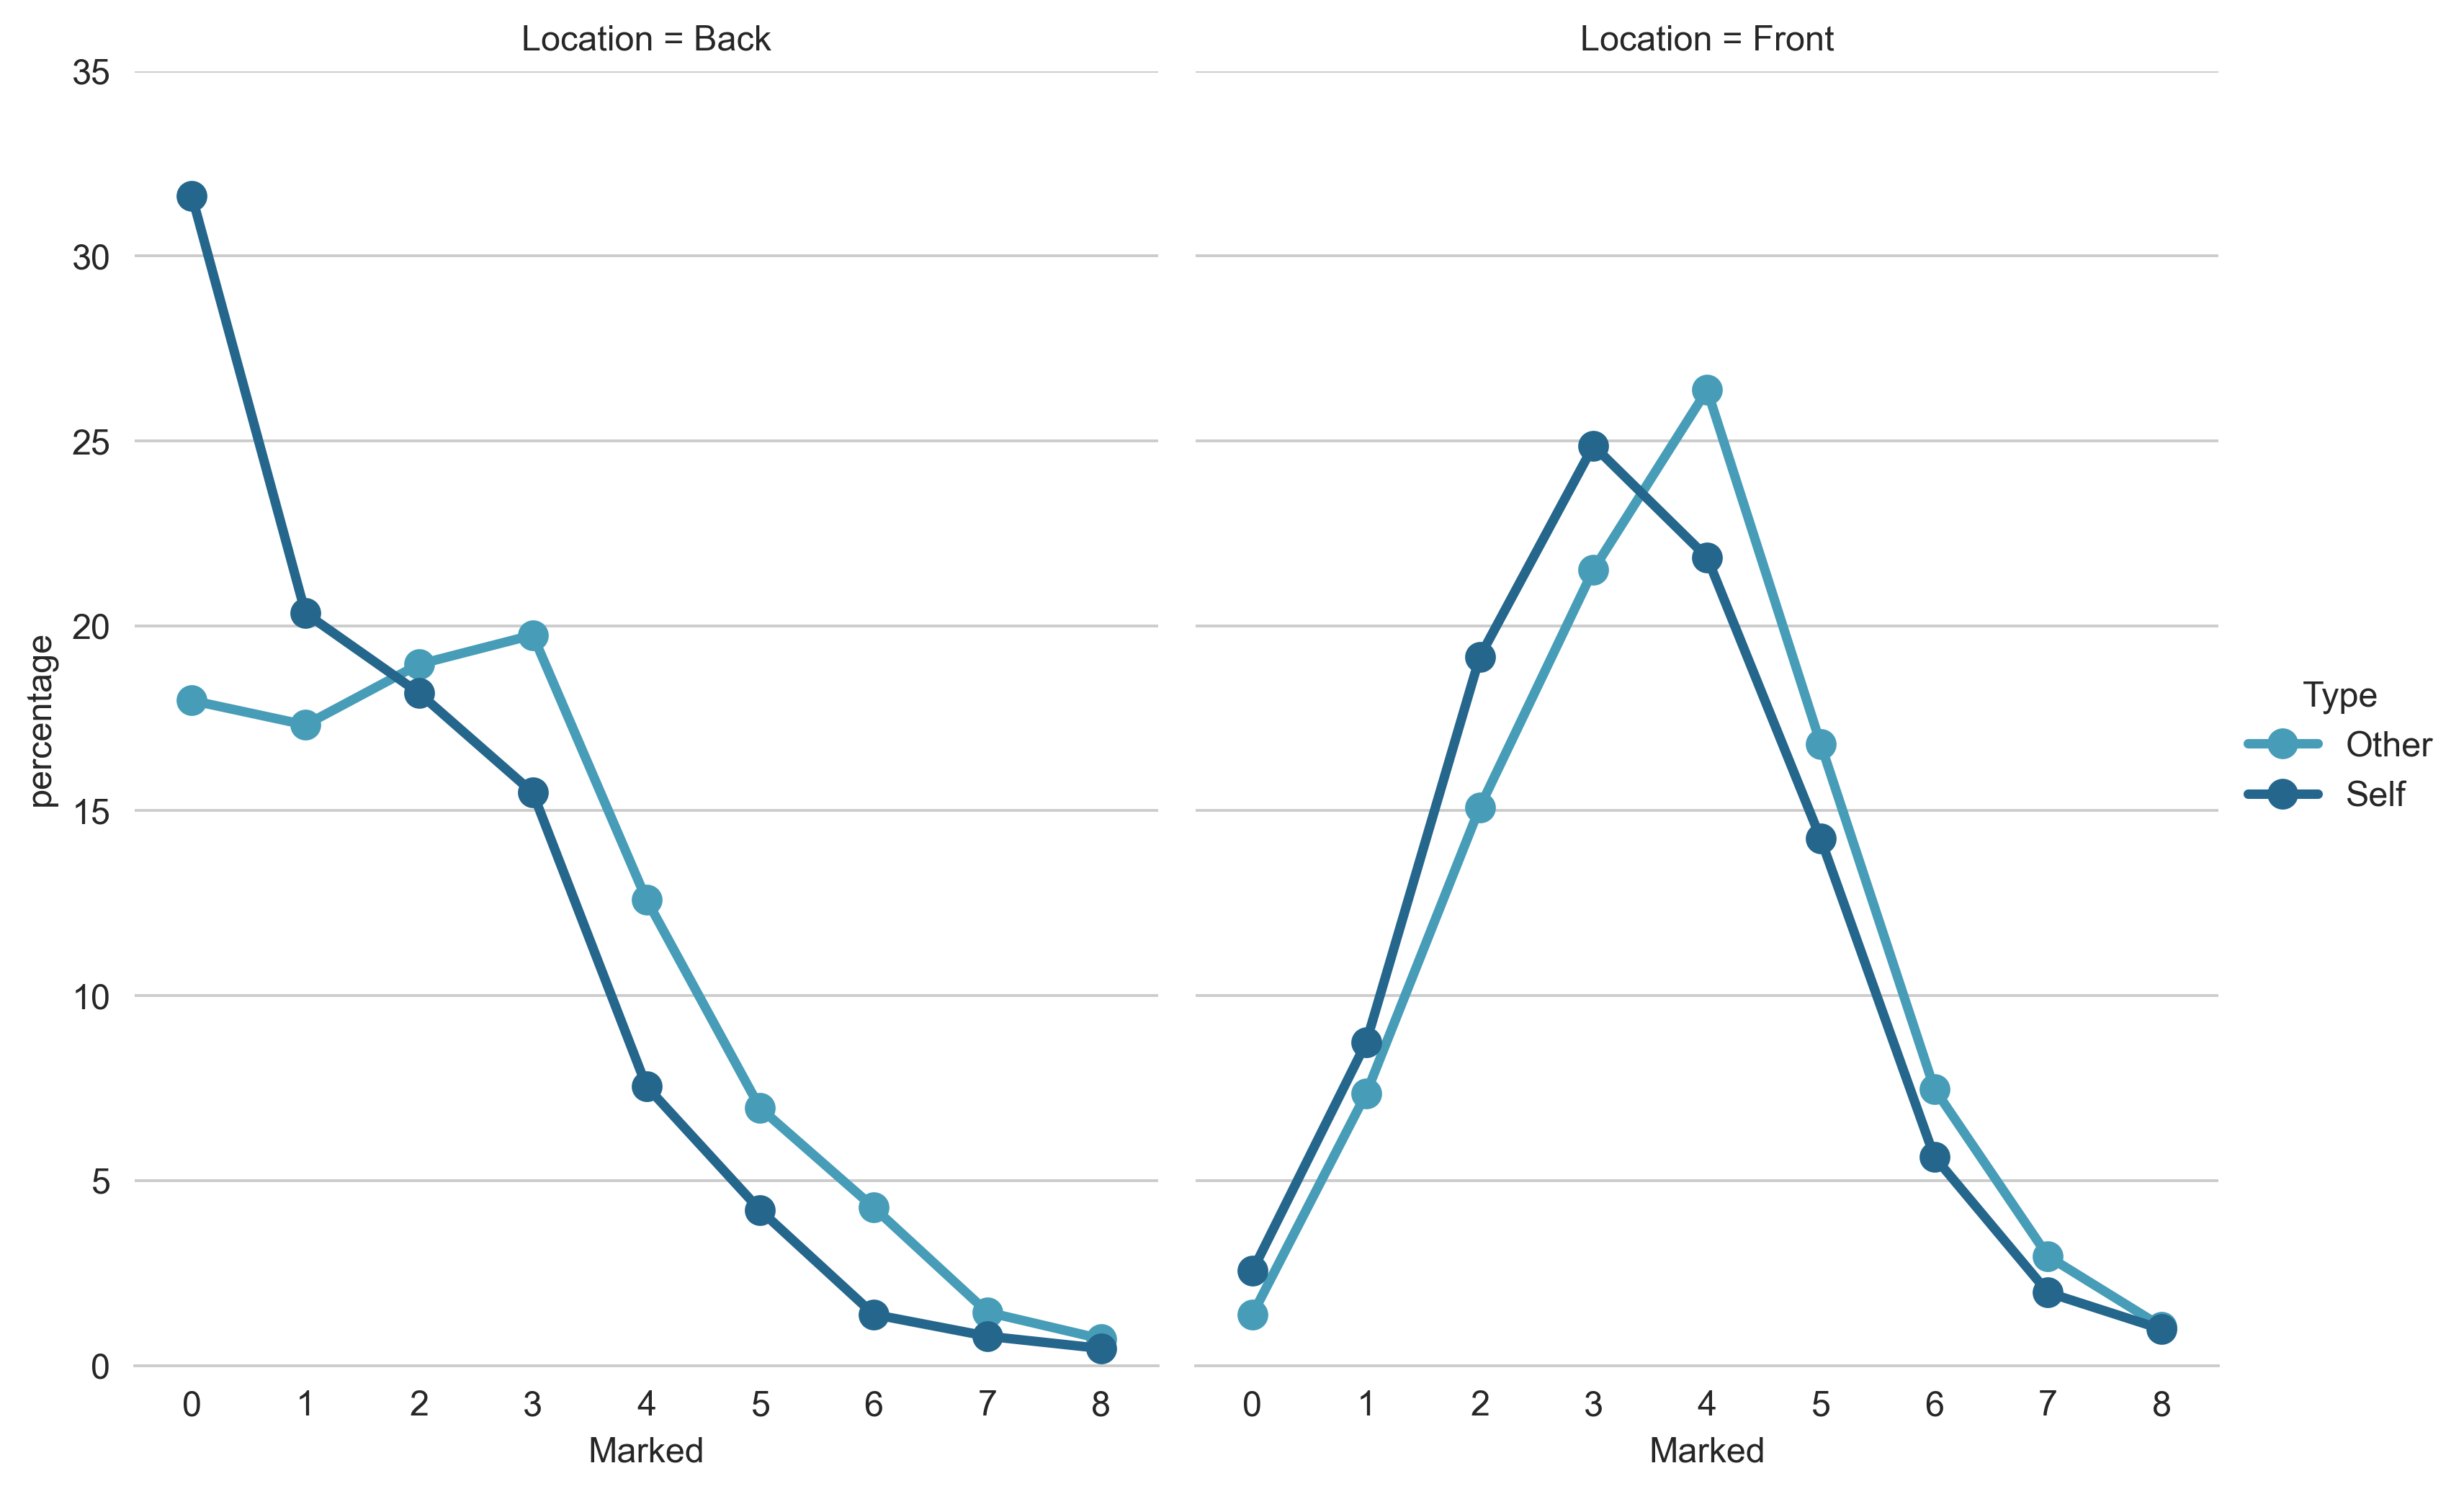 Location = Back
Location = Front
35
30
25
20
15
10
5
0
percentage
0 1 2 3 4 5 6 7 8
0 1 2 3 4 5 6 7 8
Marked
Marked
Type
Other
Self